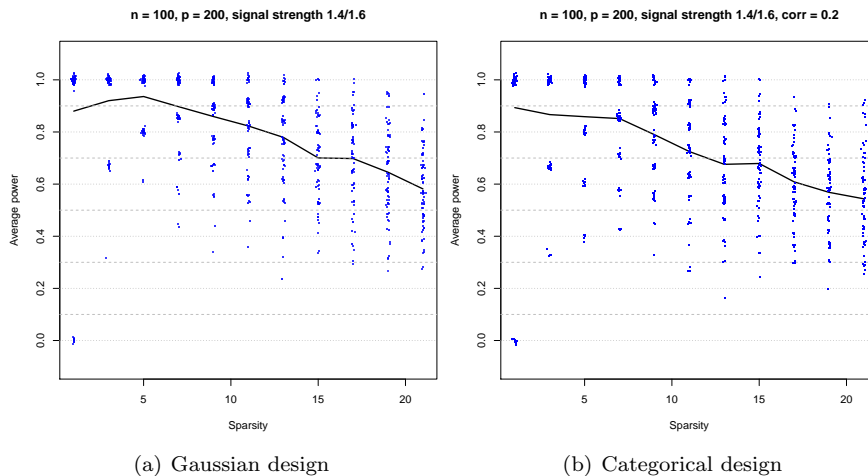 n = 100, p = 200, signal strength 1.4/1.6
Average power
1.0
0.8
0.6
0.4
0.2
0.0
5
10
15
20
Sparsity
(a) Gaussian design
n = 100, p = 200, signal strength 1.4/1.6, corr = 0.2
Average power
1.0
0.8
0.6
0.4
0.2
0.0
5
10
15
20
Sparsity
(b) Categorical design